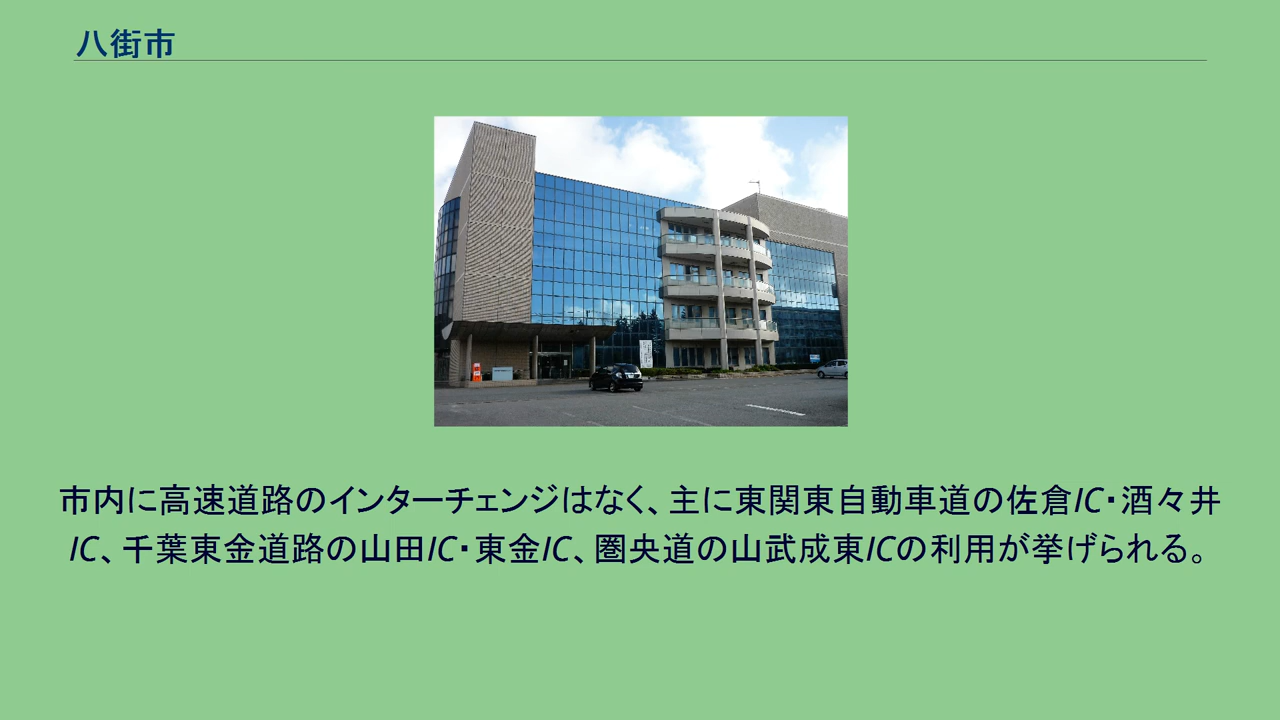 八街市
市内に高速道路のインターチェンジはなく、主に東関東自動車道の佐倉IC・酒々井
IC、千葉東金道路の山田IC・東金IC、圏央道の山武成東ICの利用が挙げられる。